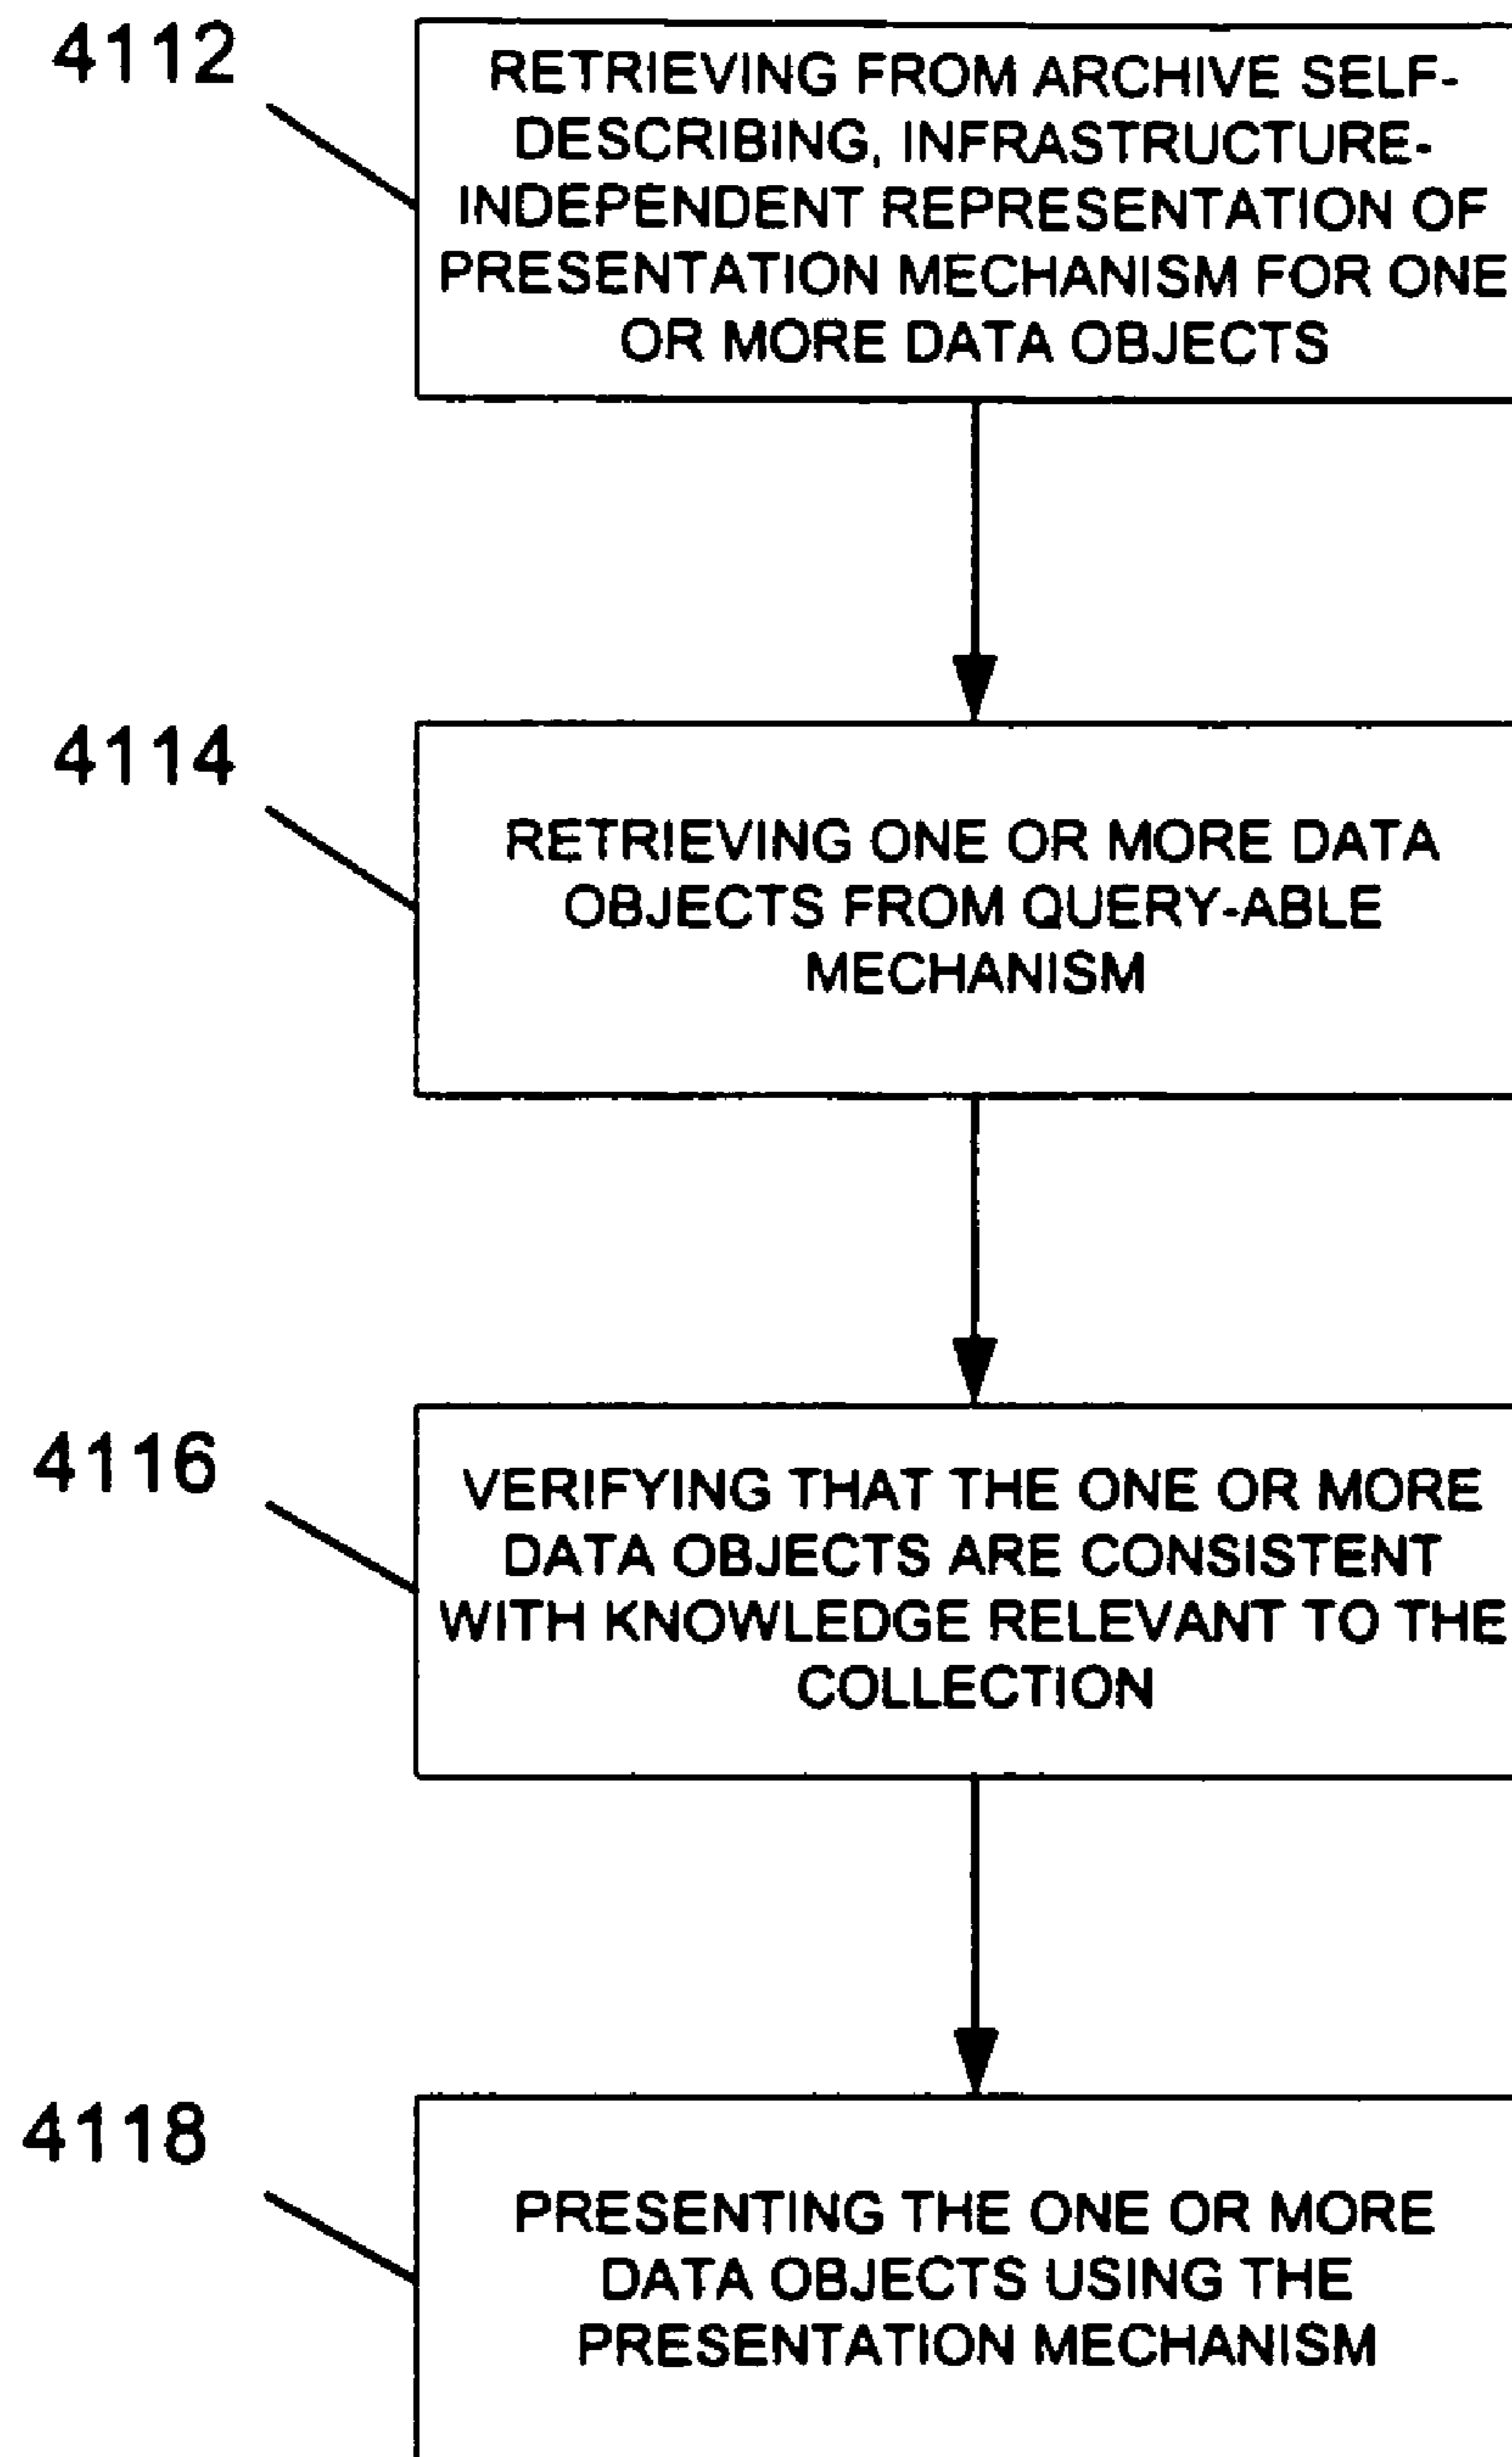 4112
RETRIEVING FROM ARCHIVE SELF-
DESCRIBING, INFRASTRUCTURE-
INDEPENDENT REPRESENTATION OF
PRESENTATION MECHANISM FOR ONE
OR MORE DATA OBJECTS
4114
RETRIEVING ONE OR MORE DATA
OBJECTS FROM QUERY-ABLE
MECHANISM
4116
VERIFYING THAT THE ONE OR MORE
DATA OBJECTS ARE CONSISTENT
WITH KNOWLEDGE RELEVANT TO THE
COLLECTION
4118
PRESENTING THE ONE OR MORE
DATA OBJECTS USING THE
PRESENTATION MECHANISM